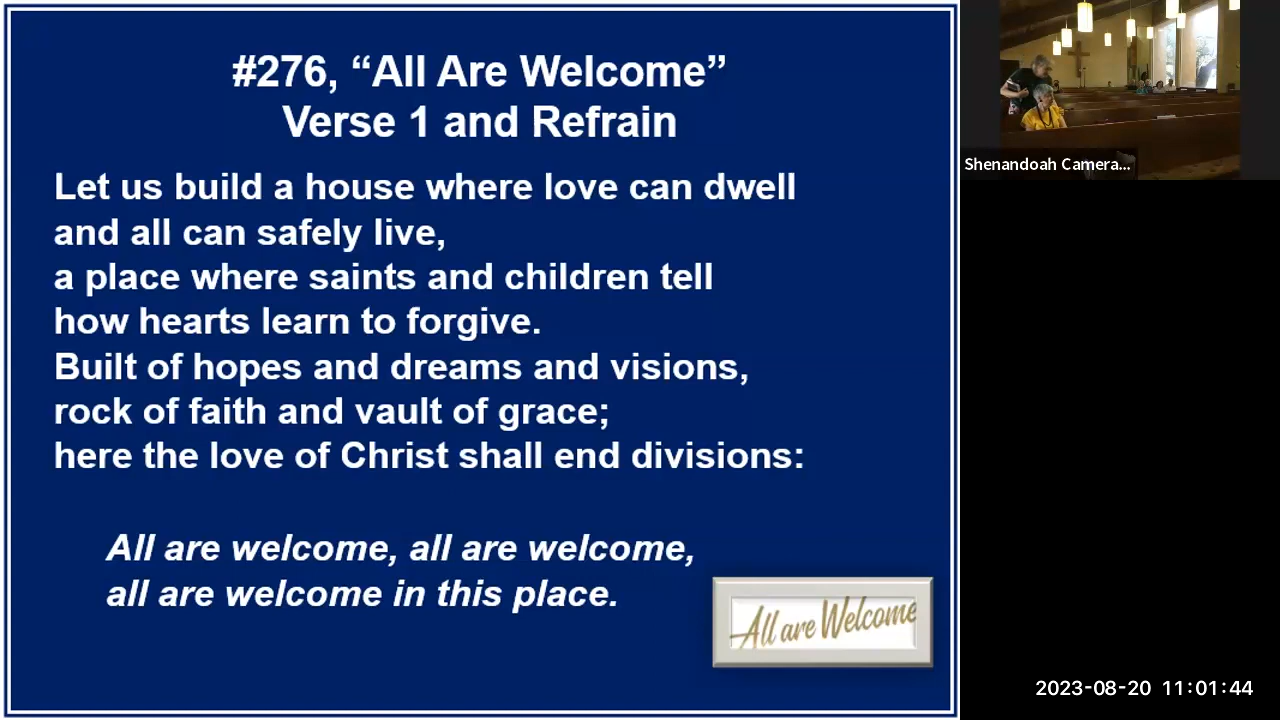 #276, “All Are Welcome”
Verse 1 and Refrain
Let us build a house where love can dwell
and all can safely live,
a place where saints and children tell
how hearts learn to forgive.
Built of hopes and dreams and visions,
rock of faith and vault of grace;
here the love of Christ shall end divisions:
All are welcome, all are welcome,
all are welcome in this place.
All are Welcome
Shenandoah Camera...
2023-08-20 11:01:44